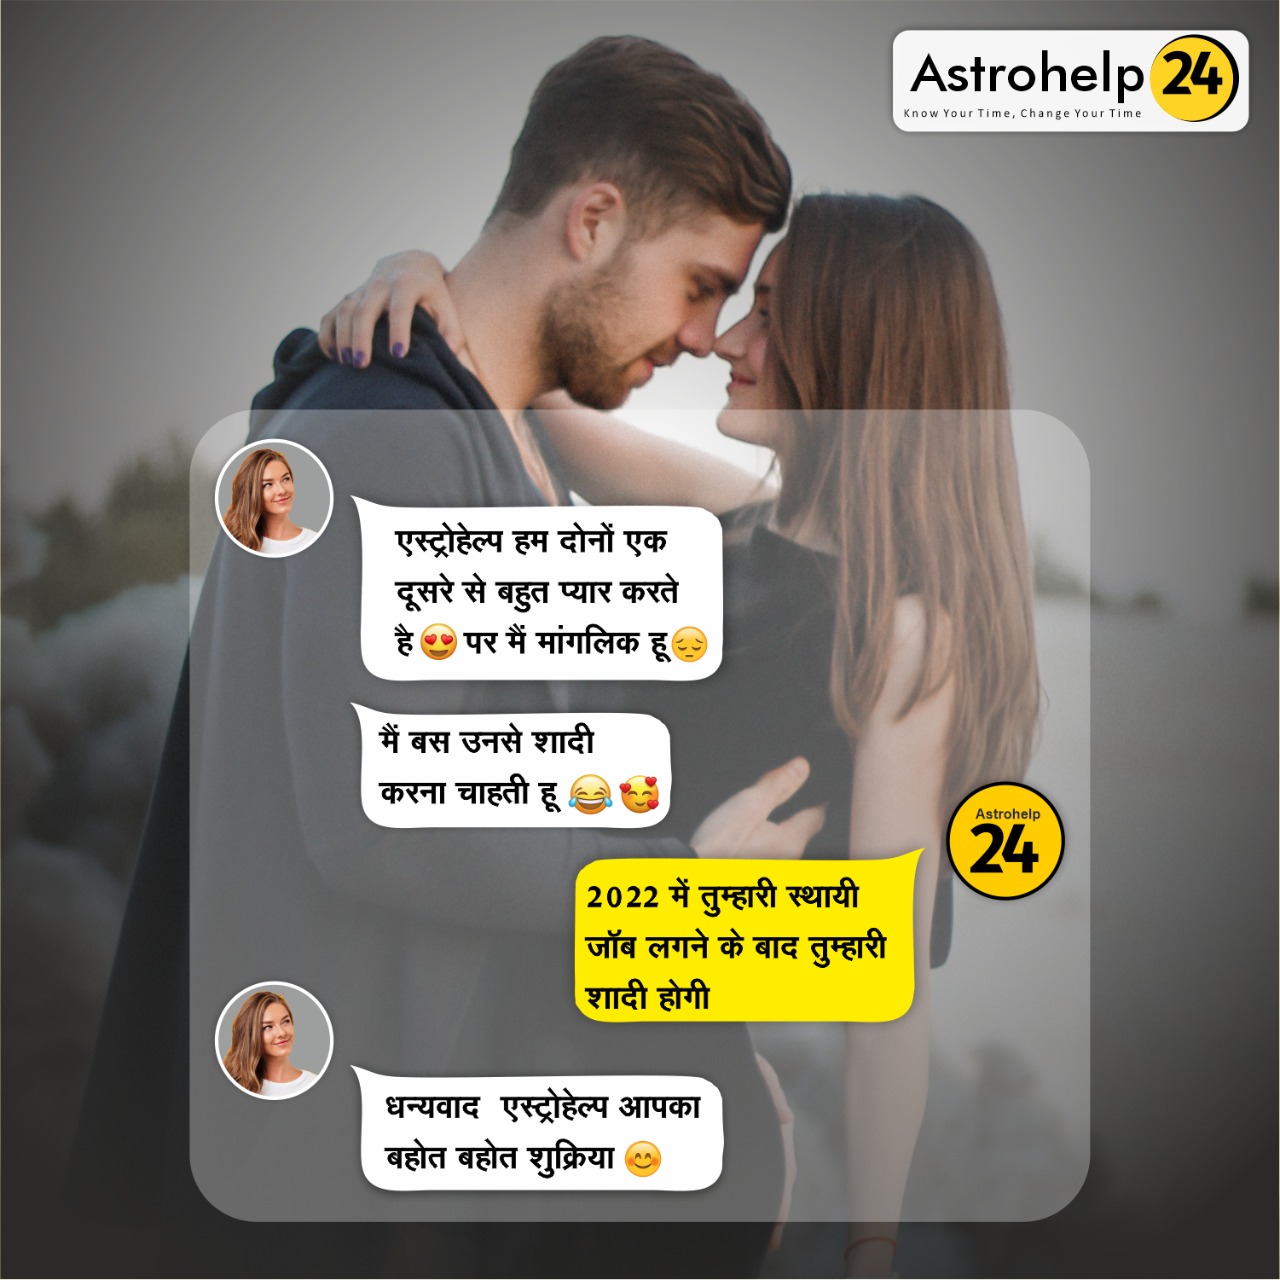 Astrohelp 24
Know Your Time, Change Your Time
एस्ट्रोहेल्प हम दोनों एक
दूसरे से बहुत प्यार करते
है😍 पर मैं मांगलिक हू😔
मैं बस उनसे शादी
करना चाहती हू 😂🥰
Astrohelp
24
2022 में तुम्हारी स्थायी
जॉब लगने के बाद तुम्हारी
शादी होगी
धन्यवाद एस्ट्रोहेल्प आपका
बहोत बहोत शुक्रिया 😊